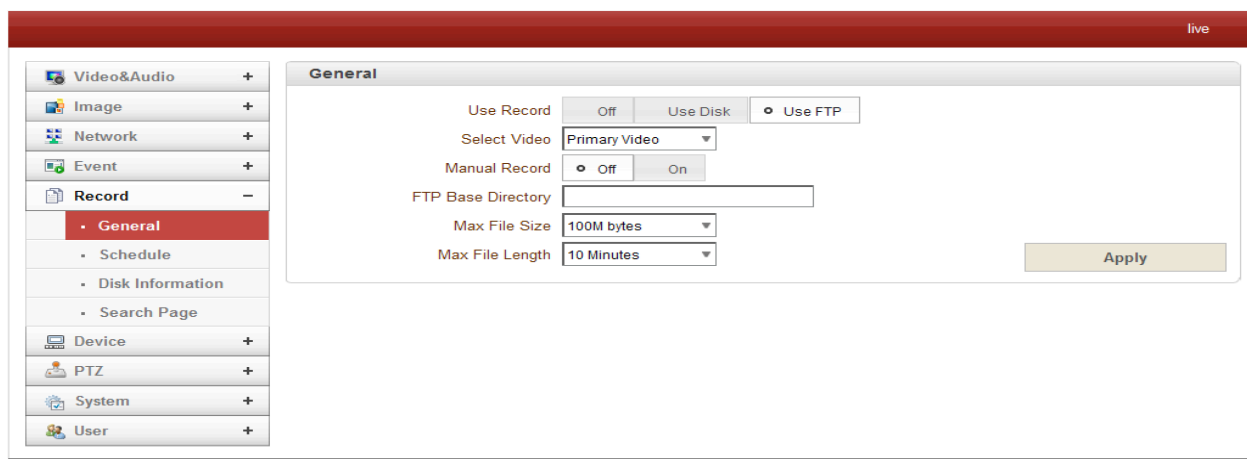 live
Video&Audio +
Image +
Network +
Event +
Record −
General
Schedule
Disk Information
Search Page
Device +
PTZ +
System +
User +
General
Use Record Off Use Disk Use FTP
Select Video Primary Video
Manual Record Off On
FTP Base Directory
Max File Size 100M bytes
Max File Length 10 Minutes
Apply